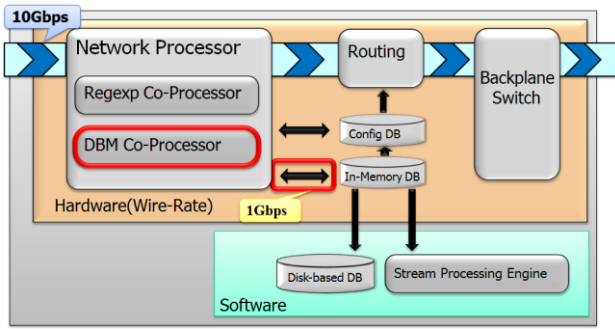 10Gbps
Network Processor
Routing
Backplane
Switch
Regexp Co-Processor
DBM Co-Processor
Config DB
In-Memory DB
Hardware(Wire-Rate)
1Gbps
Disk-based DB
Stream Processing Engine
Software